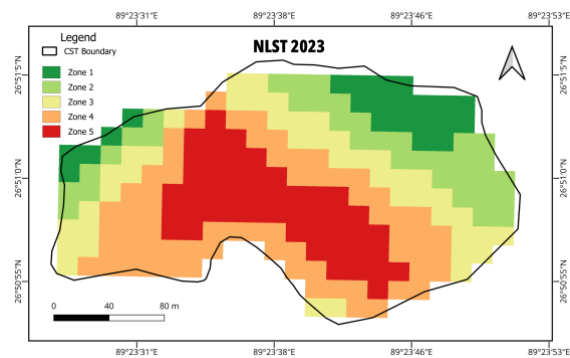 89°23'31"E 89°23'38"E 89°23'46"E 89°23'53"E
NLST 2023
Legend
CST Boundary
Zone 1
Zone 2
Zone 3
Zone 4
Zone 5
26°51'5"N 26°51'5"N
26°51'0"N 26°51'0"N
26°50'55"N 26°50'55"N
0 40 80 m
89°23'31"E 89°23'38"E 89°23'46"E 89°23'53"E